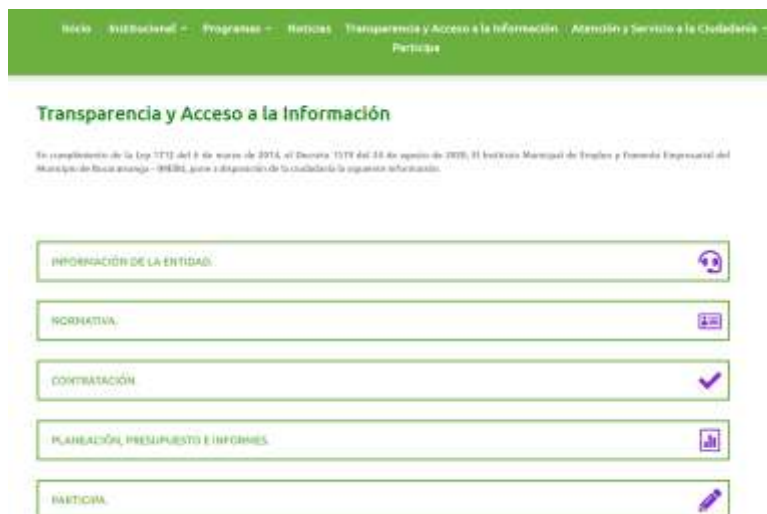 Inicio Institucional Programas Noticias Transparencia y Acceso a la Información Atención y Servicio a la Ciudadanía
Participa
Transparencia y Acceso a la Información
En cumplimiento de la Ley 1712 del 6 de marzo de 2014, el Decreto 1519 del 24 de agosto de 2020, El Instituto Municipal de Empleo y Fomento Empresarial del
Municipio de Bucaramanga - IMEBU, pone a disposición de la ciudadanía la siguiente información.
INFORMACIÓN DE LA ENTIDAD.
NORMATIVA.
CONTRATACIÓN.
PLANEACIÓN, PRESUPUESTO E INFORMES.
PARTICIPA.